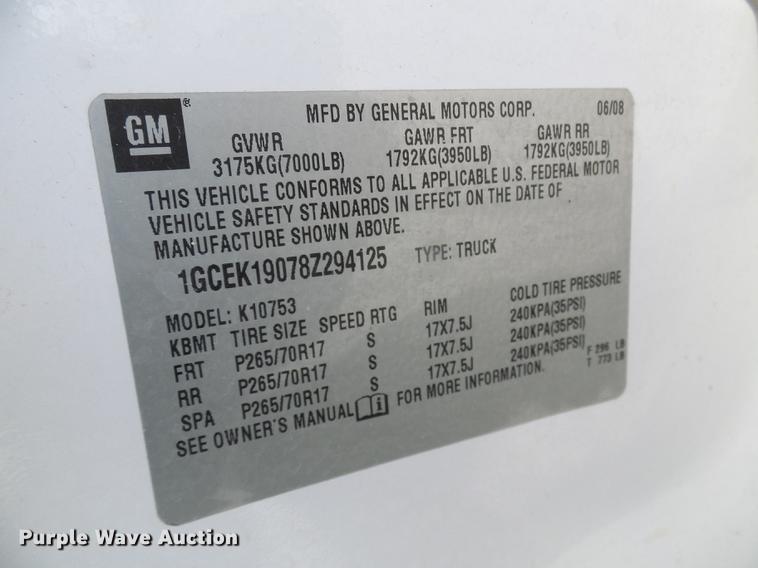 GM ®
MFD BY GENERAL MOTORS CORP. 06/08
GVWR GAWR FRT GAWR RR
3175KG(7000LB) 1792KG(3950LB) 1792KG(3950LB)
THIS VEHICLE CONFORMS TO ALL APPLICABLE U.S. FEDERAL MOTOR
VEHICLE SAFETY STANDARDS IN EFFECT ON THE DATE OF
MANUFACTURE SHOWN ABOVE.
1GCEK19078Z294125 TYPE: TRUCK
MODEL: K10753
KBMT TIRE SIZE SPEED RTG RIM COLD TIRE PRESSURE
FRT P265/70R17 S 17X7.5J 240KPA(35PSI)
RR P265/70R17 S 17X7.5J 240KPA(35PSI)
SPA P265/70R17 S 17X7.5J 240KPA(35PSI)
F 296 LB
T 773 LB
SEE OWNER'S MANUAL i FOR MORE INFORMATION.
Purple Wave Auction